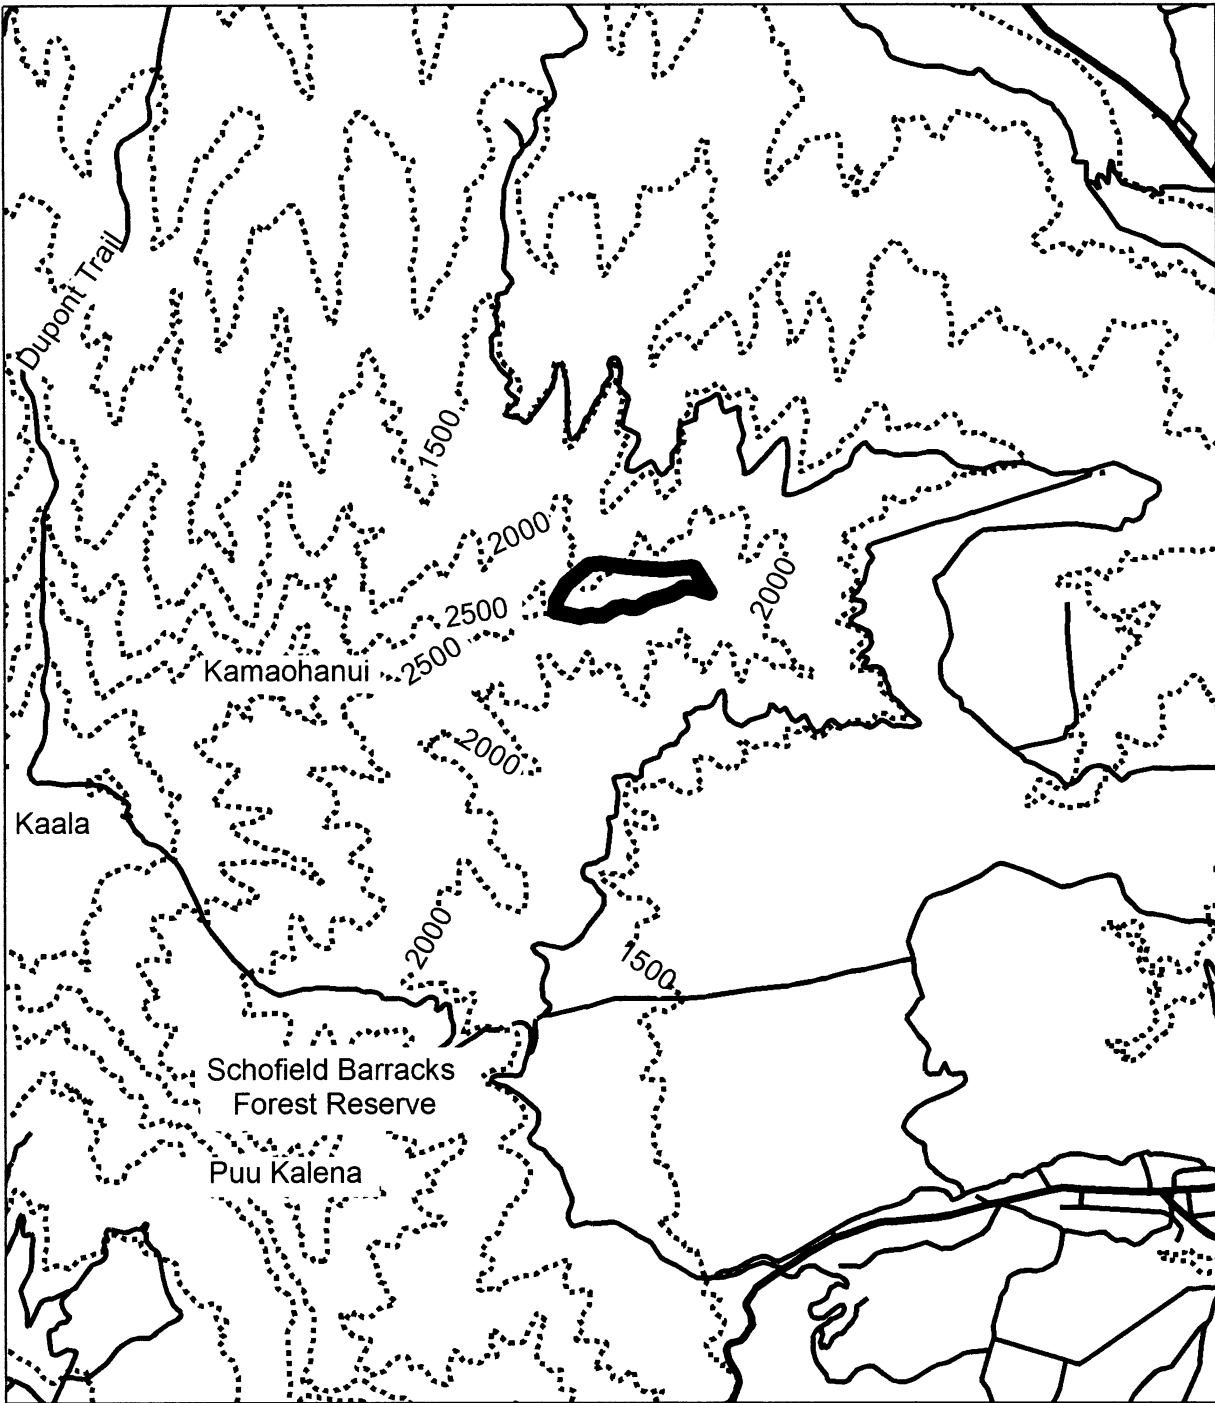 Dupont Trail
1500
2000
2000
2500
2500
Kamaohanui
2000
Kaala
2000
1500
Schofield Barracks
Forest Reserve
Puu Kalena